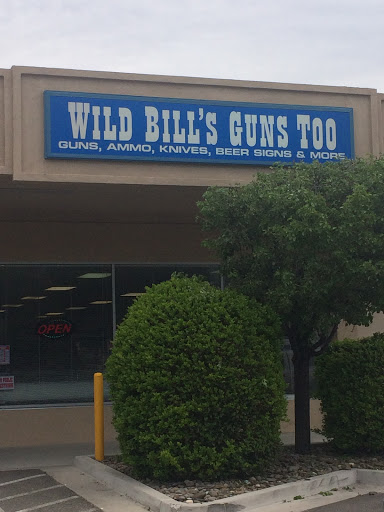 WILD BILL'S GUNS TOO
GUNS, AMMO, KNIVES, BEER SIGNS & MORE
OPEN